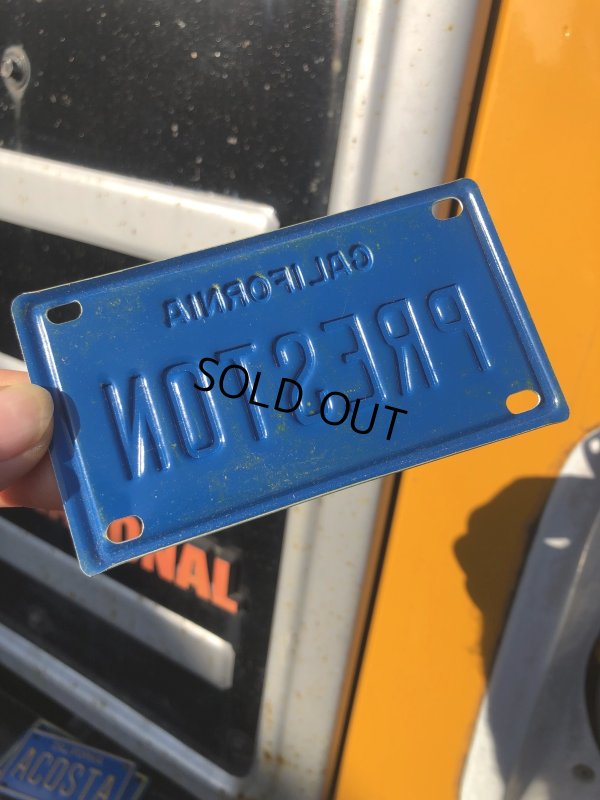 CALIFORNIA
PRESTON
SOLD OUT
ONAL
ACOSTA